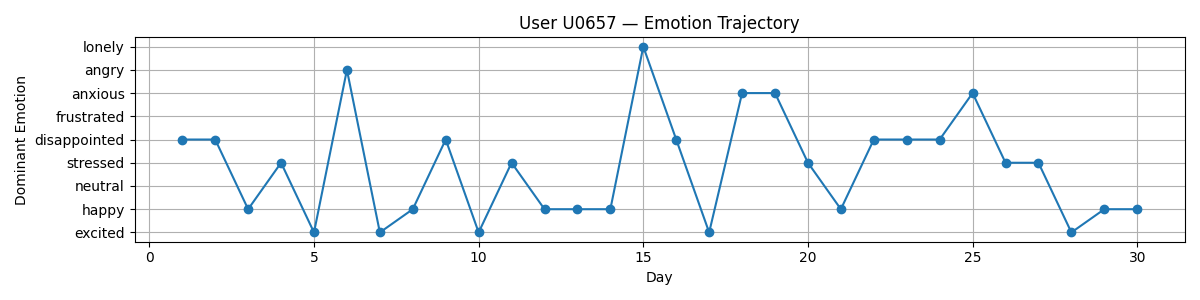 User U0657 — Emotion Trajectory
Dominant Emotion
lonely
angry
anxious
frustrated
disappointed
stressed
neutral
happy
excited
0 5 10 15 20 25 30
Day